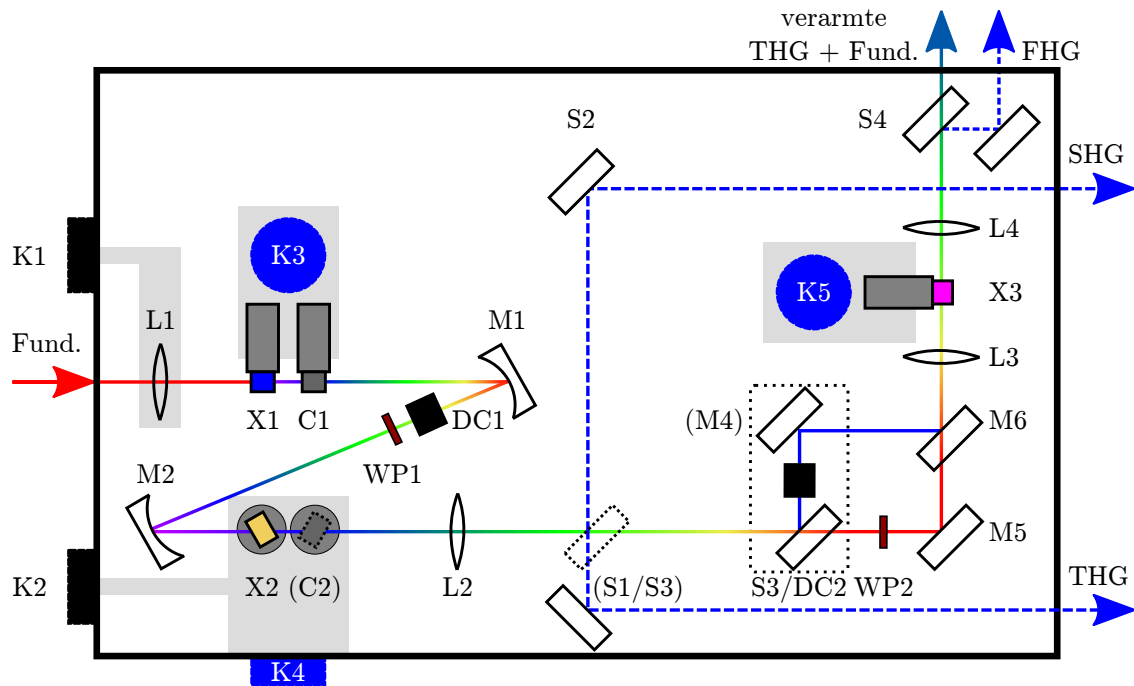 verarmte
THG + Fund.
FHG
S4
S2
SHG
K1
K3
L4
K5
X3
L1
M1
Fund.
L3
X1
C1
DC1
(M4)
M6
WP1
M2
M5
K2
X2
(C2)
L2
(S1/S3)
S3/DC2
WP2
THG
K4